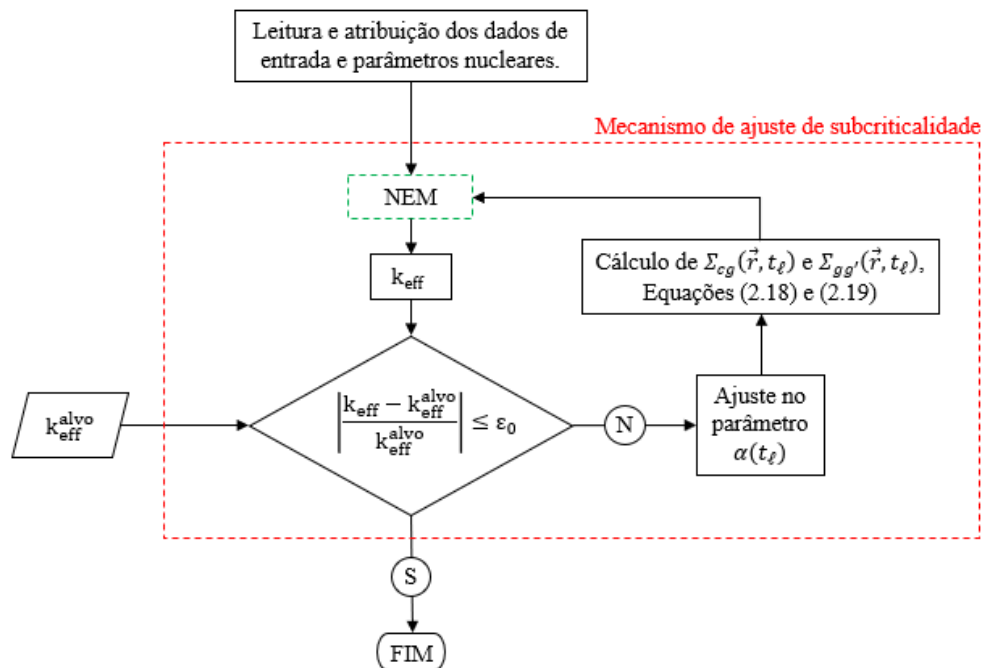 Leitura e atribuição dos dados de
entrada e parâmetros nucleares.
Mecanismo de ajuste de subcriticalidade
NEM
k_eff
Cálculo de Σ_cg(r⃗, t_ℓ) e Σ_gg′(r⃗, t_ℓ),
Equações (2.18) e (2.19)
k_eff^alvo
|(k_eff − k_eff^alvo) / k_eff^alvo| ≤ ε₀
N
Ajuste no
parâmetro
α(t_ℓ)
S
FIM